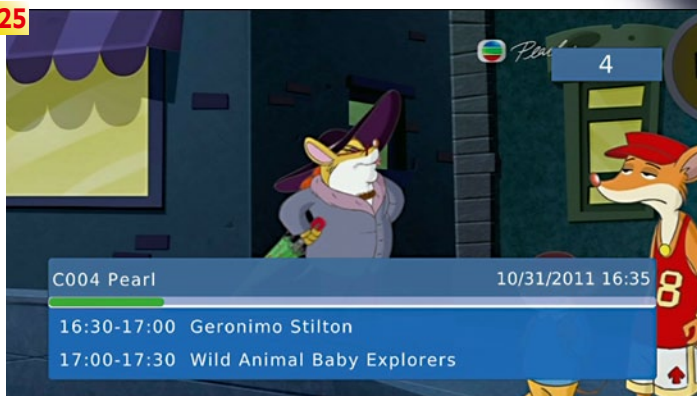 25
Pearl
4
C004 Pearl
10/31/2011 16:35
8
16:30-17:00 Geronimo Stilton
17:00-17:30 Wild Animal Baby Explorers